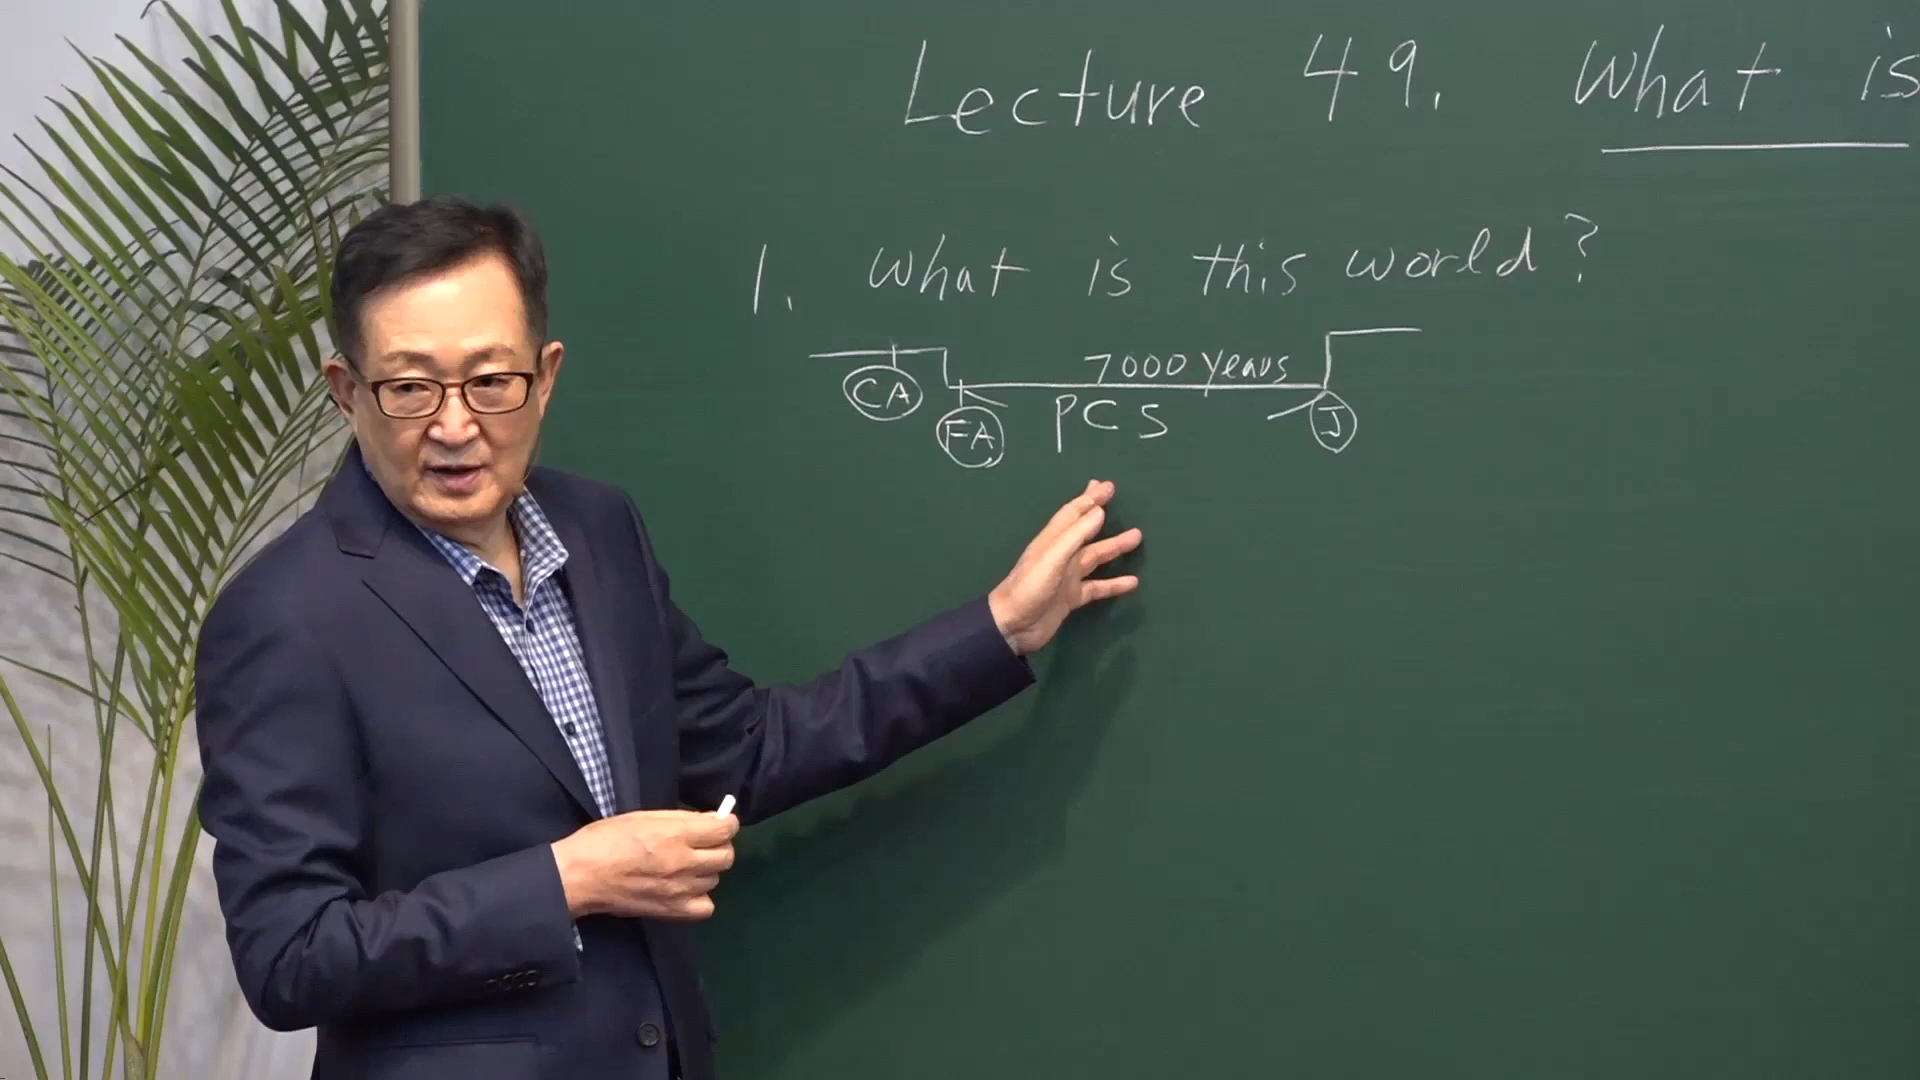 Lecture 49. What is
1. What is this world?
7000 years
CA
FA
PCS
J